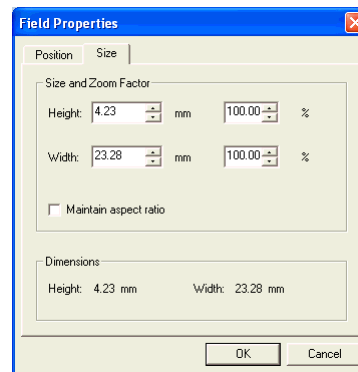 Field Properties
Position Size
Size and Zoom Factor
Height: 4.23 mm 100.00 %
Width: 23.28 mm 100.00 %
Maintain aspect ratio
Dimensions
Height: 4.23 mm Width: 23.28 mm
OK Cancel